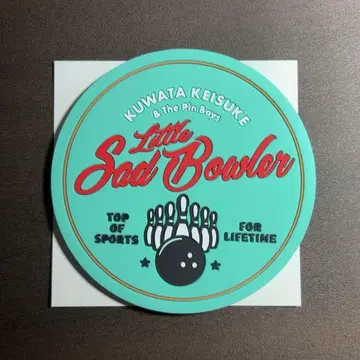 KUWATA KEISUKE
& The Pin Boys
Little
Sad Bowler
TOP
OF
SPORTS
FOR
LIFETIME